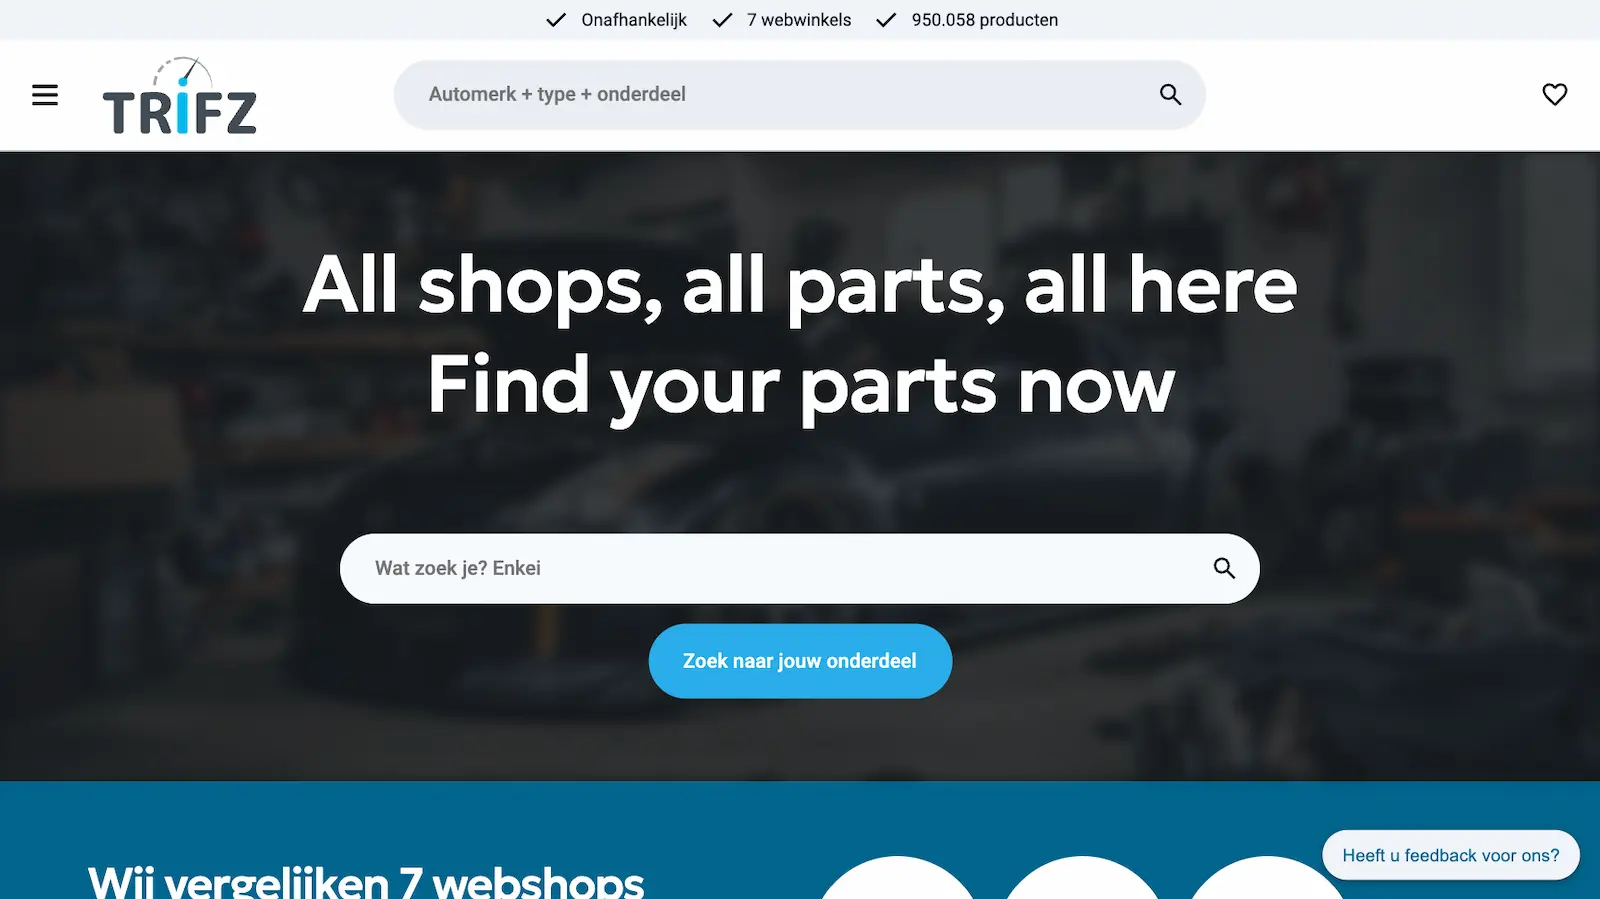 Onafhankelijk 7 webwinkels 950.058 producten
TRiFZ
Automerk + type + onderdeel
All shops, all parts, all here
Find your parts now
Wat zoek je? Enkei
Zoek naar jouw onderdeel
Wij vergelijken 7 webshops
Heeft u feedback voor ons?